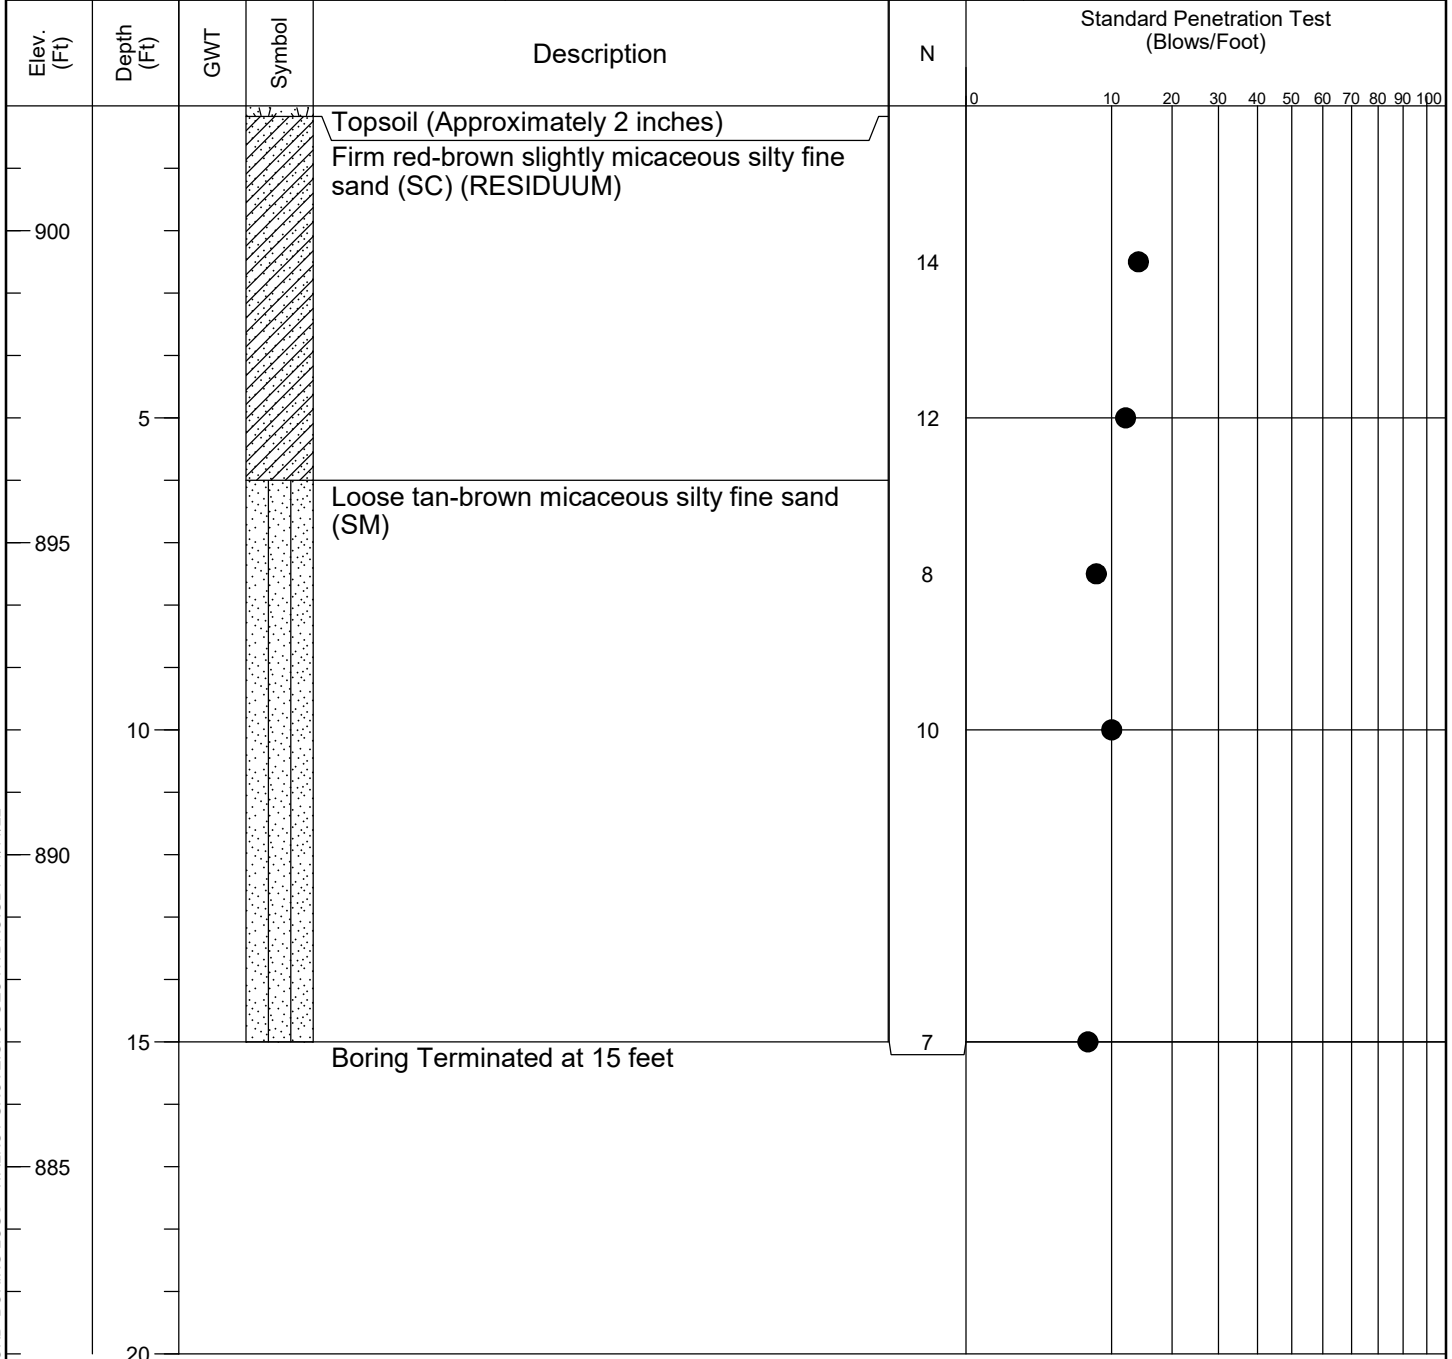 Elev.
(Ft)
Depth
(Ft)
GWT
Symbol
Description
N
Standard Penetration Test
(Blows/Foot)
0 10 20 30 40 50 60 70 80 90 100
Topsoil (Approximately 2 inches)
Firm red-brown slightly micaceous silty fine
sand (SC) (RESIDUUM)
900
14
5
12
Loose tan-brown micaceous silty fine sand
(SM)
895
8
10
10
890
15
7
Boring Terminated at 15 feet
885
20